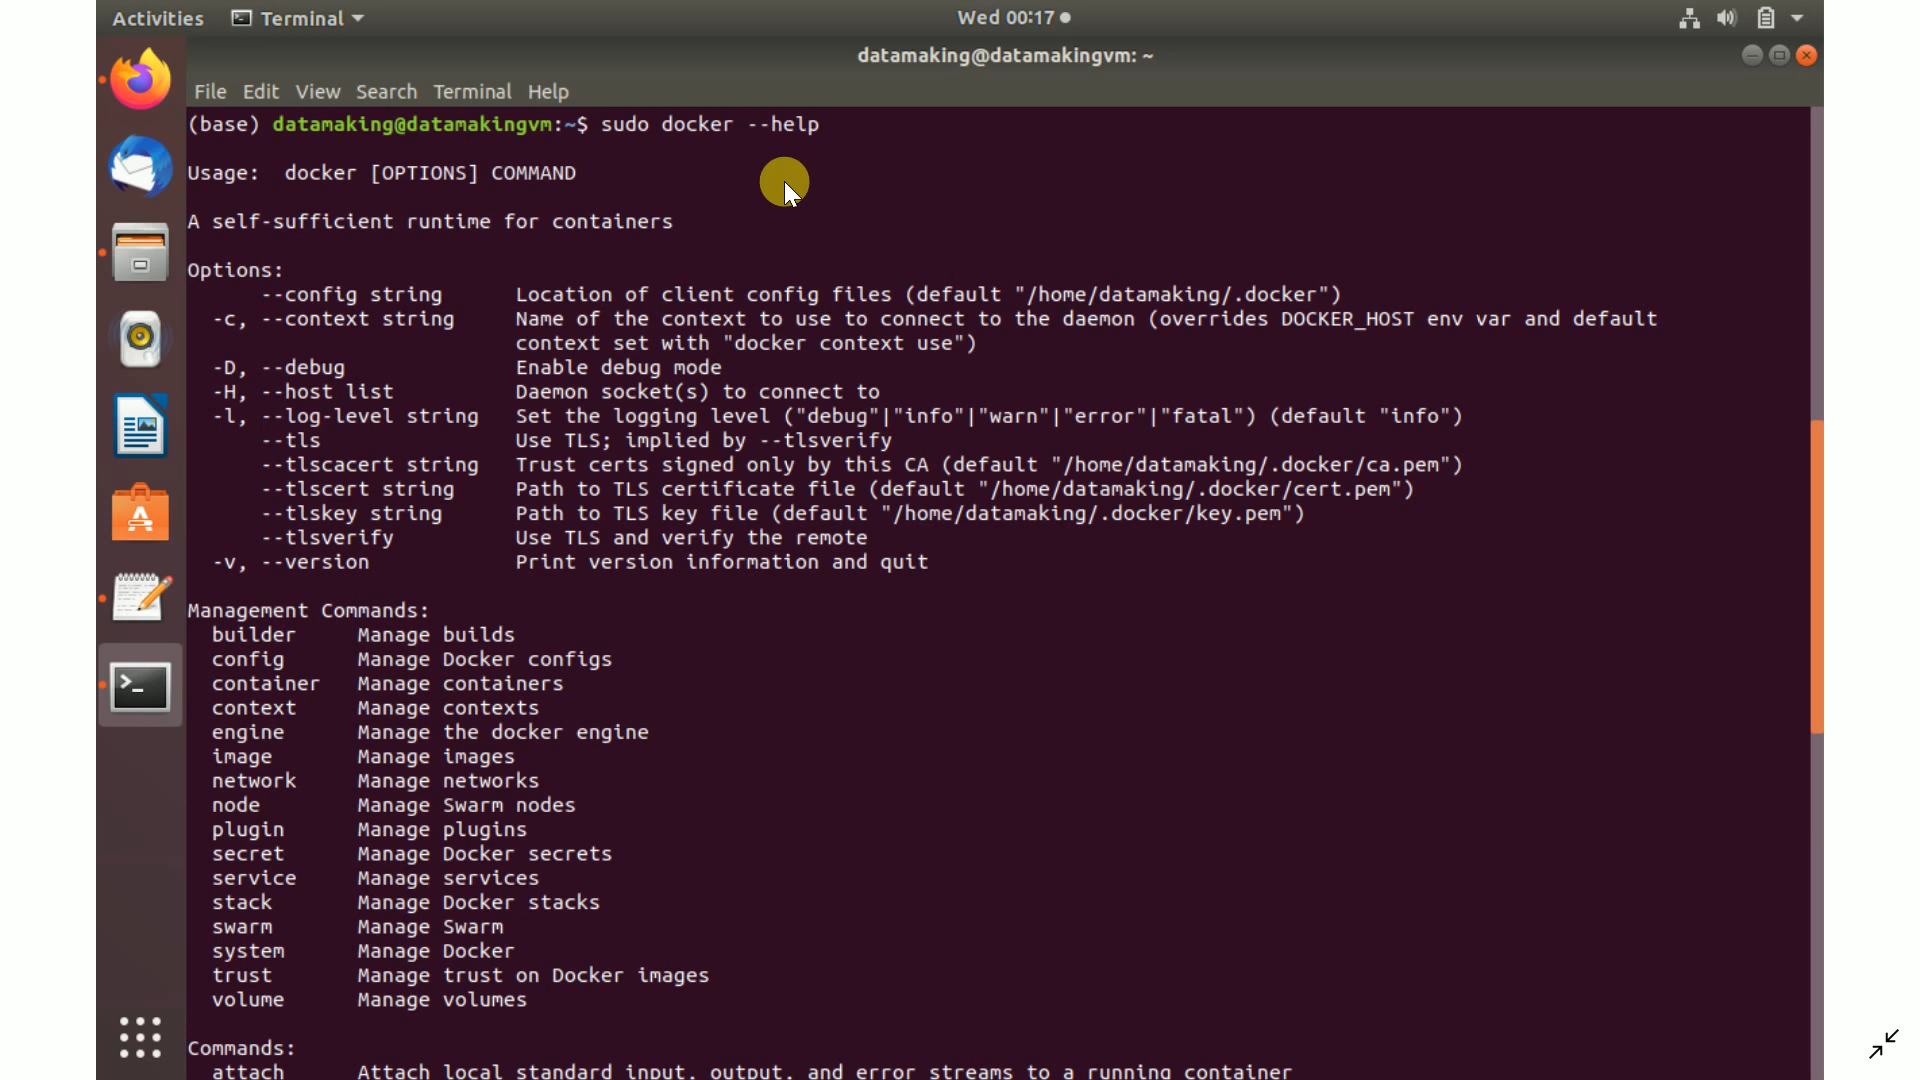 Activities Terminal Wed 00:17
datamaking@datamakingvm: ~
File Edit View Search Terminal Help
(base) datamaking@datamakingvm:~$ sudo docker --help
Usage:  docker [OPTIONS] COMMAND
A self-sufficient runtime for containers
Options:
      --config string      Location of client config files (default "/home/datamaking/.docker")
  -c, --context string     Name of the context to use to connect to the daemon (overrides DOCKER_HOST env var and default
                           context set with "docker context use")
  -D, --debug              Enable debug mode
  -H, --host list          Daemon socket(s) to connect to
  -l, --log-level string   Set the logging level ("debug"|"info"|"warn"|"error"|"fatal") (default "info")
      --tls                Use TLS; implied by --tlsverify
      --tlscacert string   Trust certs signed only by this CA (default "/home/datamaking/.docker/ca.pem")
      --tlscert string     Path to TLS certificate file (default "/home/datamaking/.docker/cert.pem")
      --tlskey string      Path to TLS key file (default "/home/datamaking/.docker/key.pem")
      --tlsverify          Use TLS and verify the remote
  -v, --version            Print version information and quit
Management Commands:
  builder     Manage builds
  config      Manage Docker configs
  container   Manage containers
  context     Manage contexts
  engine      Manage the docker engine
  image       Manage images
  network     Manage networks
  node        Manage Swarm nodes
  plugin      Manage plugins
  secret      Manage Docker secrets
  service     Manage services
  stack       Manage Docker stacks
  swarm       Manage Swarm
  system      Manage Docker
  trust       Manage trust on Docker images
  volume      Manage volumes
Commands:
  attach      Attach local standard input, output, and error streams to a running container